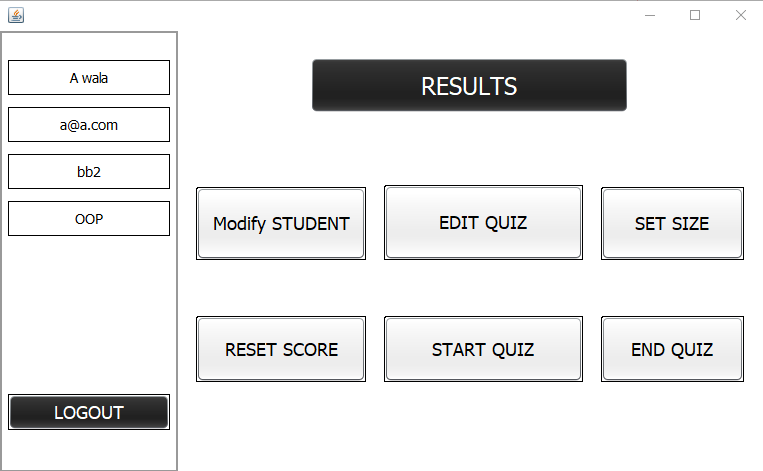 A wala
a@a.com
bb2
OOP
LOGOUT
RESULTS
Modify STUDENT
EDIT QUIZ
SET SIZE
RESET SCORE
START QUIZ
END QUIZ